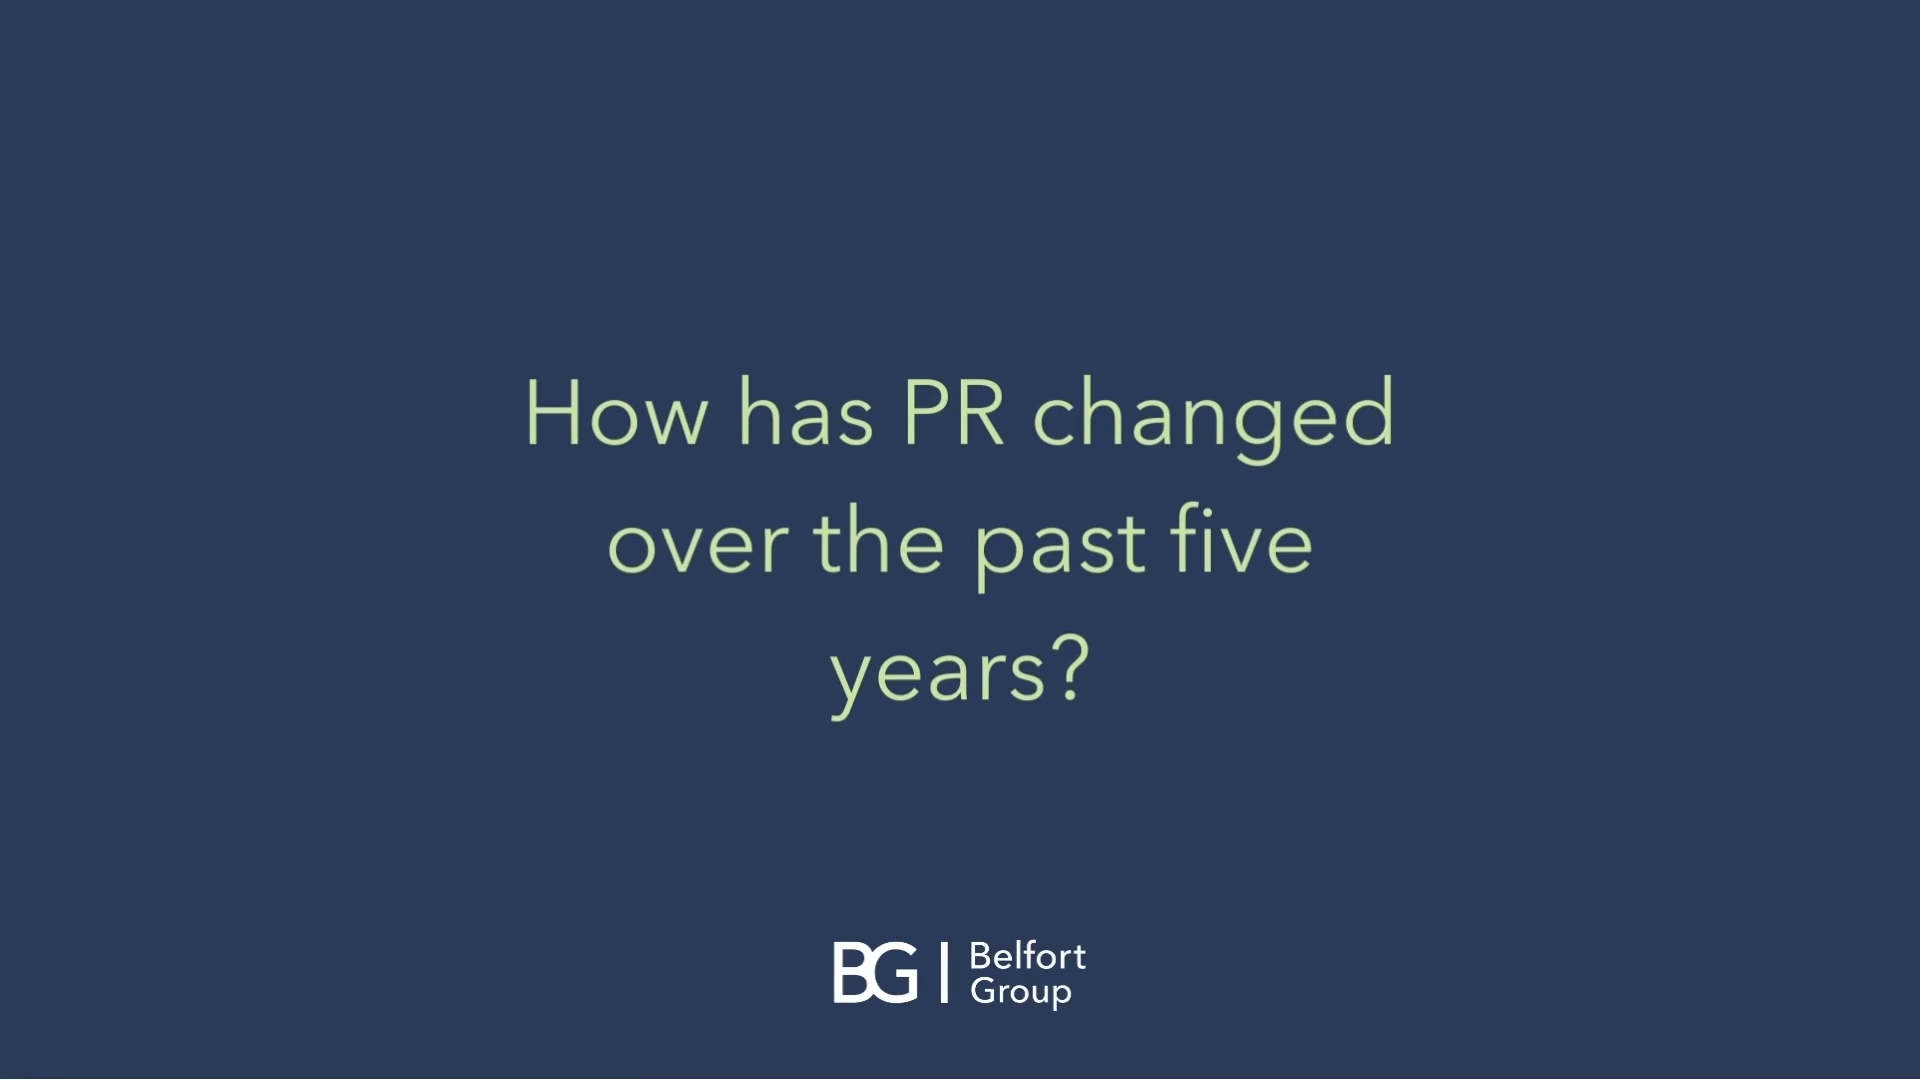 How has PR changed
over the past five
years?
BG | Belfort
Group